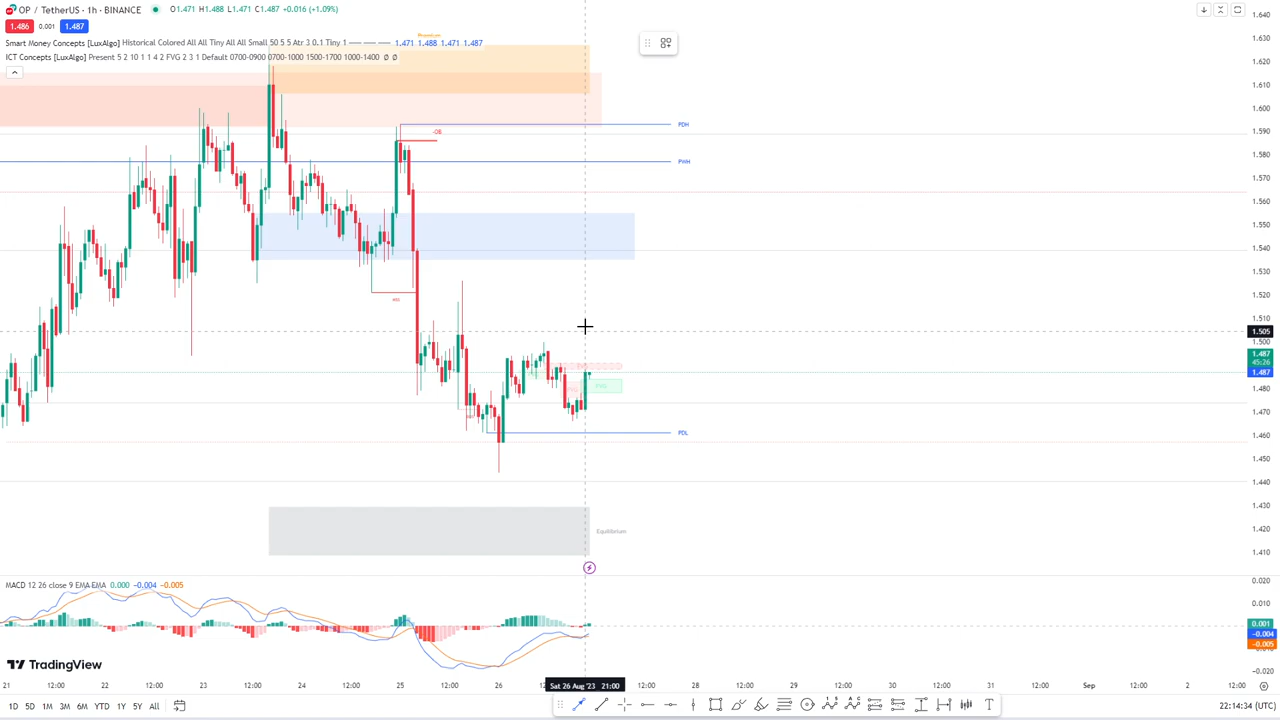 OP / TetherUS · 1h · BINANCE O1.471 H1.488 L1.471 C1.487 +0.016 (+1.09%)
1.486 0.001 1.487
Smart Money Concepts [LuxAlgo] Historical Colored All All Tiny All All Small 50 5 5 Atr 3 0.1 Tiny 1 1.471 1.488 1.471 1.487
ICT Concepts [LuxAlgo] Present 5 2 10 1 1 4 2 FVG 2 3 1 Default 0700-0900 0700-1000 1500-1700 1000-1400 ∅ ∅
Premium
PDH
-OB
PWH
FVG
PDL
Equilibrium
1.640
1.630
1.620
1.610
1.600
1.590
1.580
1.570
1.560
1.550
1.540
1.530
1.520
1.510
1.505
1.500
1.487
45:26
1.487
1.480
1.470
1.460
1.450
1.440
1.430
1.420
1.410
MACD 12 26 close 9 EMA EMA 0.000 −0.004 −0.005
0.020
0.010
0.001
−0.004
−0.005
−0.020
TradingView
21 12:00 22 12:00 23 12:00 24 12:00 25 12:00 26 Sat 26 Aug '23 21:00 12:00 28 12:00 29 12:00 30 12:00 31 12:00 Sep 12:00 2 12:00
1D 5D 1M 3M 6M YTD 1Y 5Y All
22:14:34 (UTC)